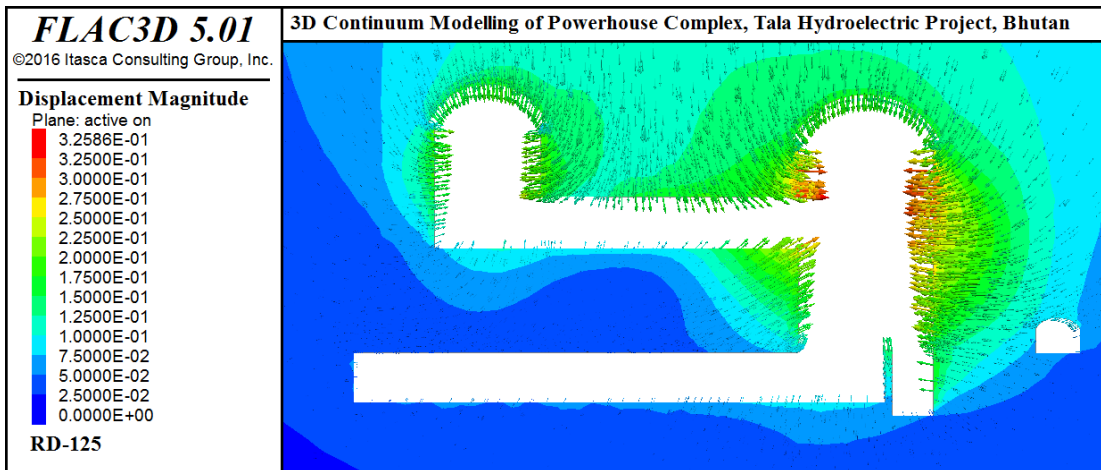 FLAC3D 5.01
©2016 Itasca Consulting Group, Inc.
3D Continuum Modelling of Powerhouse Complex, Tala Hydroelectric Project, Bhutan
Displacement Magnitude
Plane: active on
3.2586E-01
3.2500E-01
3.0000E-01
2.7500E-01
2.5000E-01
2.2500E-01
2.0000E-01
1.7500E-01
1.5000E-01
1.2500E-01
1.0000E-01
7.5000E-02
5.0000E-02
2.5000E-02
0.0000E+00
RD-125